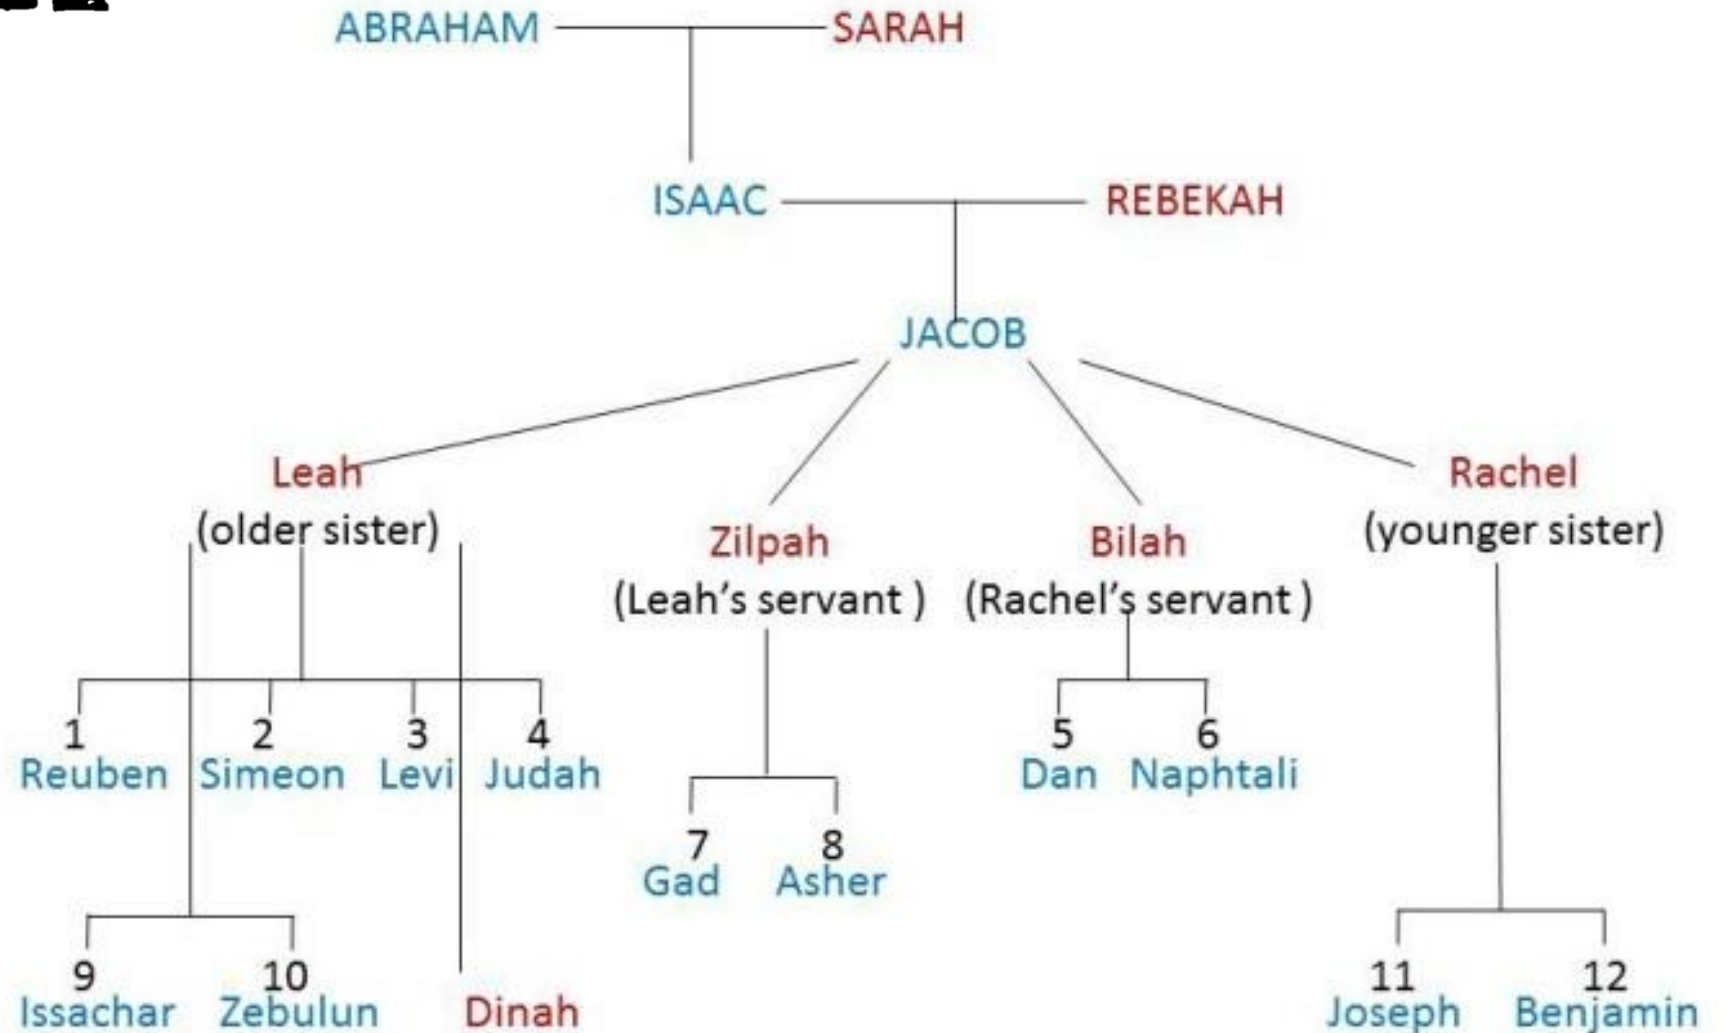 ABRAHAM SARAH
ISAAC REBEKAH
JACOB
Leah Rachel
(older sister) (younger sister)
Zilpah Bilah
(Leah's servant ) (Rachel's servant )
1 2 3 4 5 6
Reuben Simeon Levi Judah Dan Naphtali
7 8
Gad Asher
9 10 11 12
Issachar Zebulun Dinah Joseph Benjamin